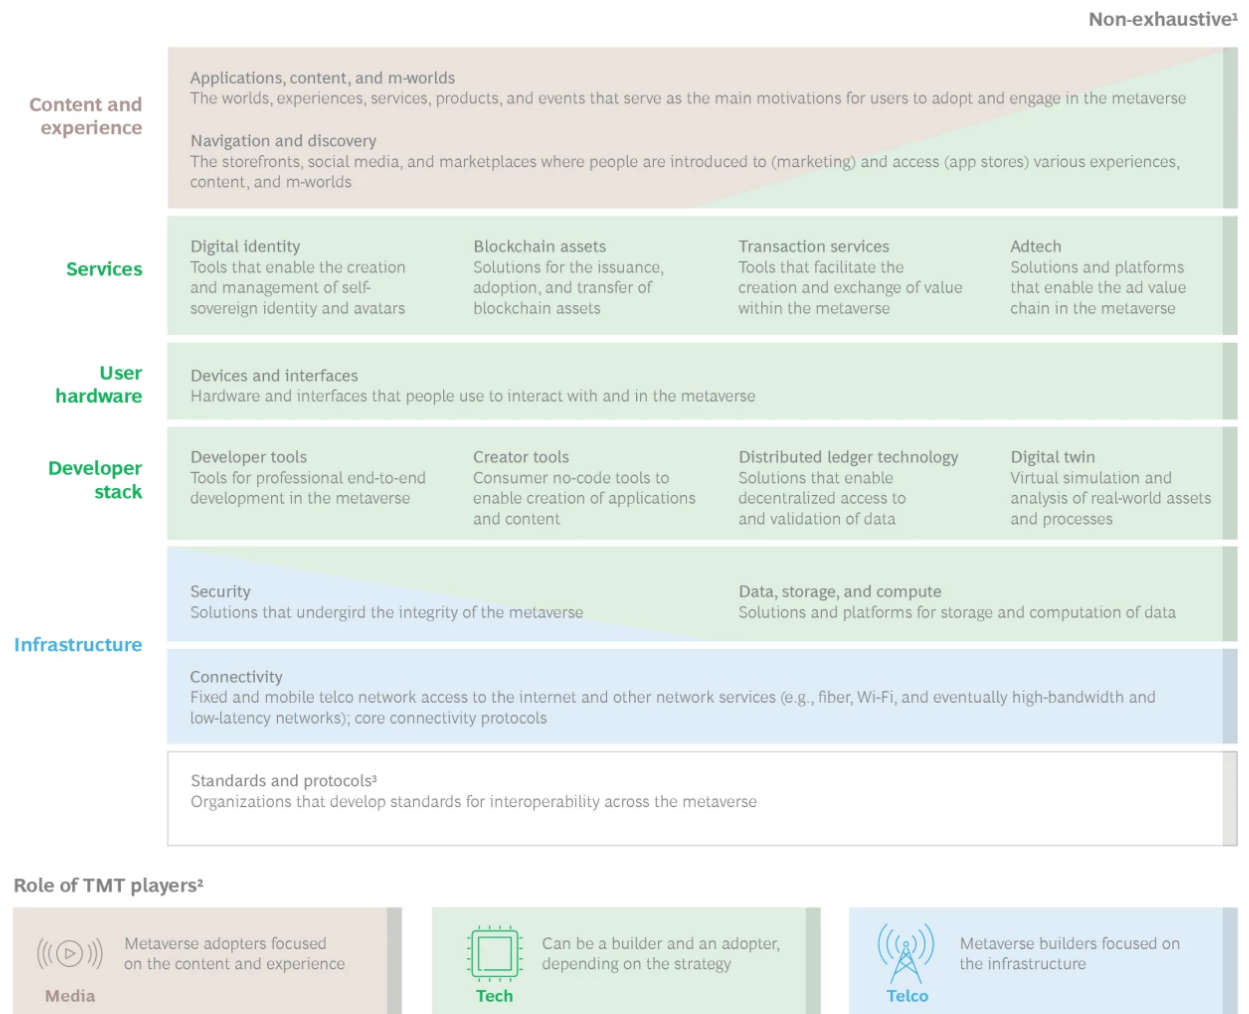 Non-exhaustive¹
Content and
experience
Applications, content, and m-worlds
The worlds, experiences, services, products, and events that serve as the main motivations for users to adopt and engage in the metaverse
Navigation and discovery
The storefronts, social media, and marketplaces where people are introduced to (marketing) and access (app stores) various experiences,
content, and m-worlds
Services
Digital identity
Tools that enable the creation
and management of self-
sovereign identity and avatars
Blockchain assets
Solutions for the issuance,
adoption, and transfer of
blockchain assets
Transaction services
Tools that facilitate the
creation and exchange of value
within the metaverse
Adtech
Solutions and platforms
that enable the ad value
chain in the metaverse
User
hardware
Devices and interfaces
Hardware and interfaces that people use to interact with and in the metaverse
Developer
stack
Developer tools
Tools for professional end-to-end
development in the metaverse
Creator tools
Consumer no-code tools to
enable creation of applications
and content
Distributed ledger technology
Solutions that enable
decentralized access to
and validation of data
Digital twin
Virtual simulation and
analysis of real-world assets
and processes
Infrastructure
Security
Solutions that undergird the integrity of the metaverse
Data, storage, and compute
Solutions and platforms for storage and computation of data
Connectivity
Fixed and mobile telco network access to the internet and other network services (e.g., fiber, Wi-Fi, and eventually high-bandwidth and
low-latency networks); core connectivity protocols
Standards and protocols³
Organizations that develop standards for interoperability across the metaverse
Role of TMT players²
Metaverse adopters focused
on the content and experience
Media
Can be a builder and an adopter,
depending on the strategy
Tech
Metaverse builders focused on
the infrastructure
Telco